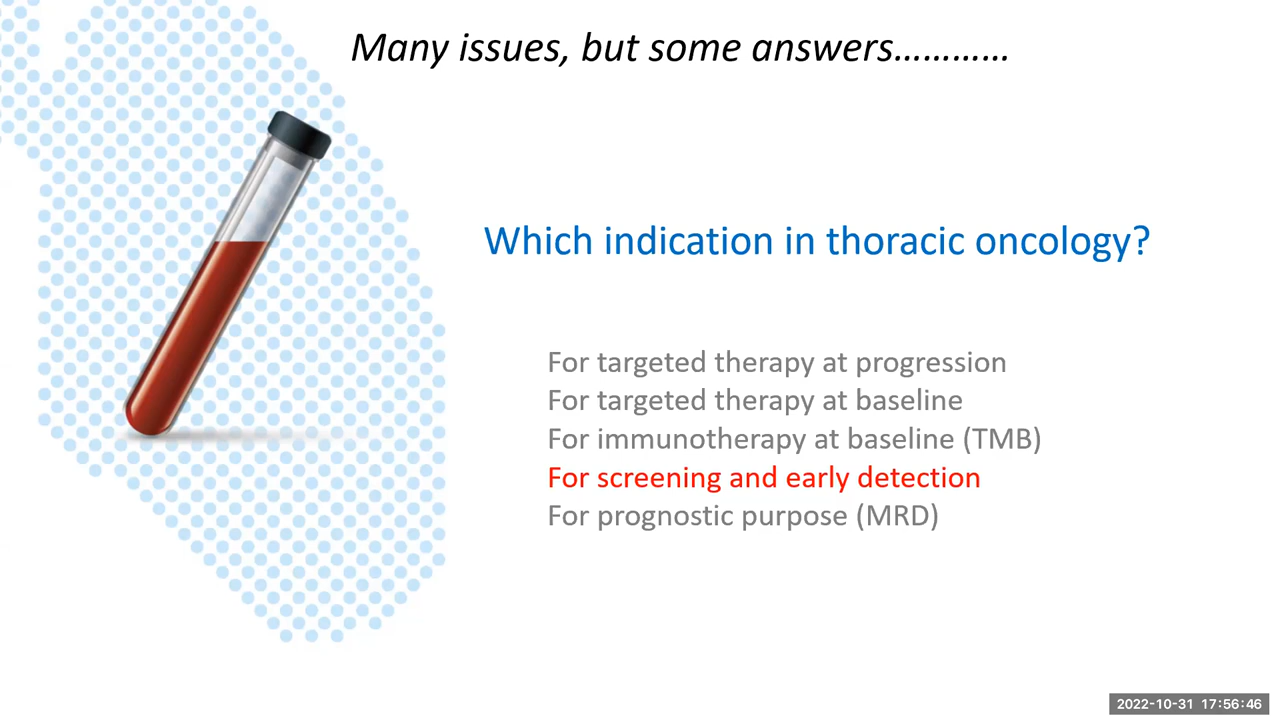 Many issues, but some answers…………
Which indication in thoracic oncology?
For targeted therapy at progression
For targeted therapy at baseline
For immunotherapy at baseline (TMB)
For screening and early detection
For prognostic purpose (MRD)
2022-10-31 17:56:46